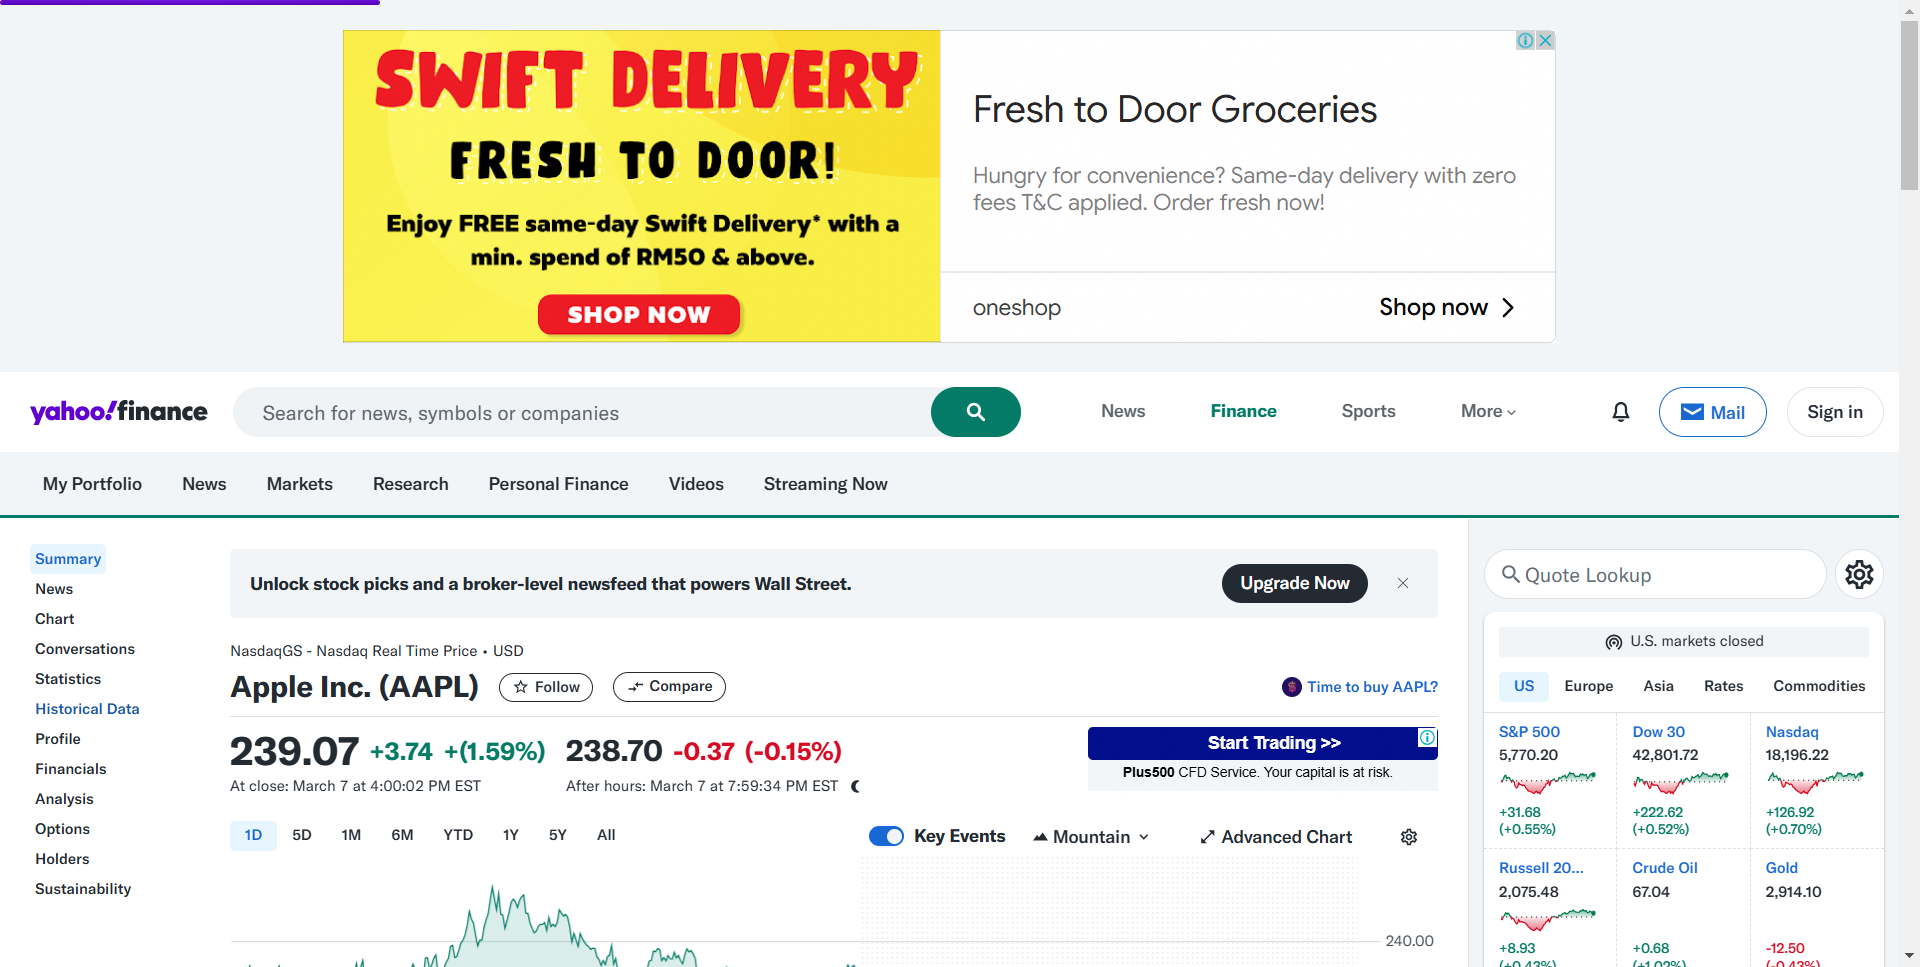 SWIFT DELIVERY
FRESH TO DOOR!
Enjoy FREE same-day Swift Delivery* with a
min. spend of RM50 & above.
SHOP NOW
Fresh to Door Groceries
Hungry for convenience? Same-day delivery with zero
fees T&C applied. Order fresh now!
oneshop
Shop now
yahoo!finance
Search for news, symbols or companies
News
Finance
Sports
More
Mail
Sign in
My Portfolio
News
Markets
Research
Personal Finance
Videos
Streaming Now
Summary
News
Chart
Conversations
Statistics
Historical Data
Profile
Financials
Analysis
Options
Holders
Sustainability
Unlock stock picks and a broker-level newsfeed that powers Wall Street.
Upgrade Now
NasdaqGS - Nasdaq Real Time Price • USD
Apple Inc. (AAPL)
Follow
Compare
Time to buy AAPL?
239.07 +3.74 +(1.59%)
At close: March 7 at 4:00:02 PM EST
238.70 -0.37 (-0.15%)
After hours: March 7 at 7:59:34 PM EST
Start Trading >>
Plus500 CFD Service. Your capital is at risk.
1D
5D
1M
6M
YTD
1Y
5Y
All
Key Events
Mountain
Advanced Chart
240.00
Quote Lookup
U.S. markets closed
US
Europe
Asia
Rates
Commodities
S&P 500
5,770.20
+31.68
(+0.55%)
Dow 30
42,801.72
+222.62
(+0.52%)
Nasdaq
18,196.22
+126.92
(+0.70%)
Russell 20...
2,075.48
+8.93
(+0.43%)
Crude Oil
67.04
+0.68
(+1.02%)
Gold
2,914.10
-12.50
(-0.43%)